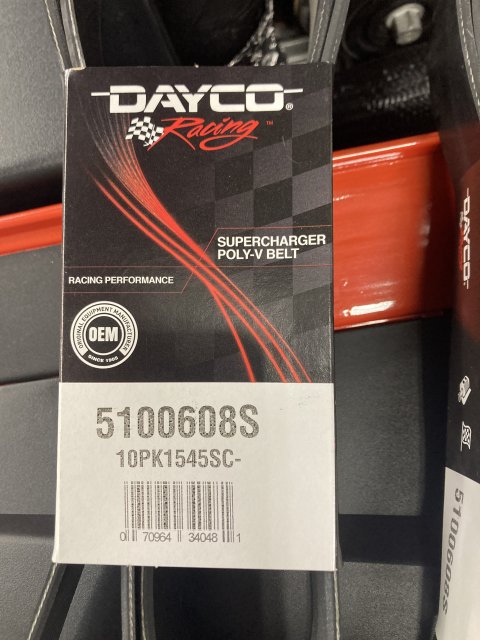 DAYCO®
Racing™
SUPERCHARGER
POLY-V BELT
RACING PERFORMANCE
ORIGINAL EQUIPMENT MANUFACTURER
OEM
SINCE 1905
5100608S
10PK1545SC-
0 70964 34048 1
DAYCO
5100608S